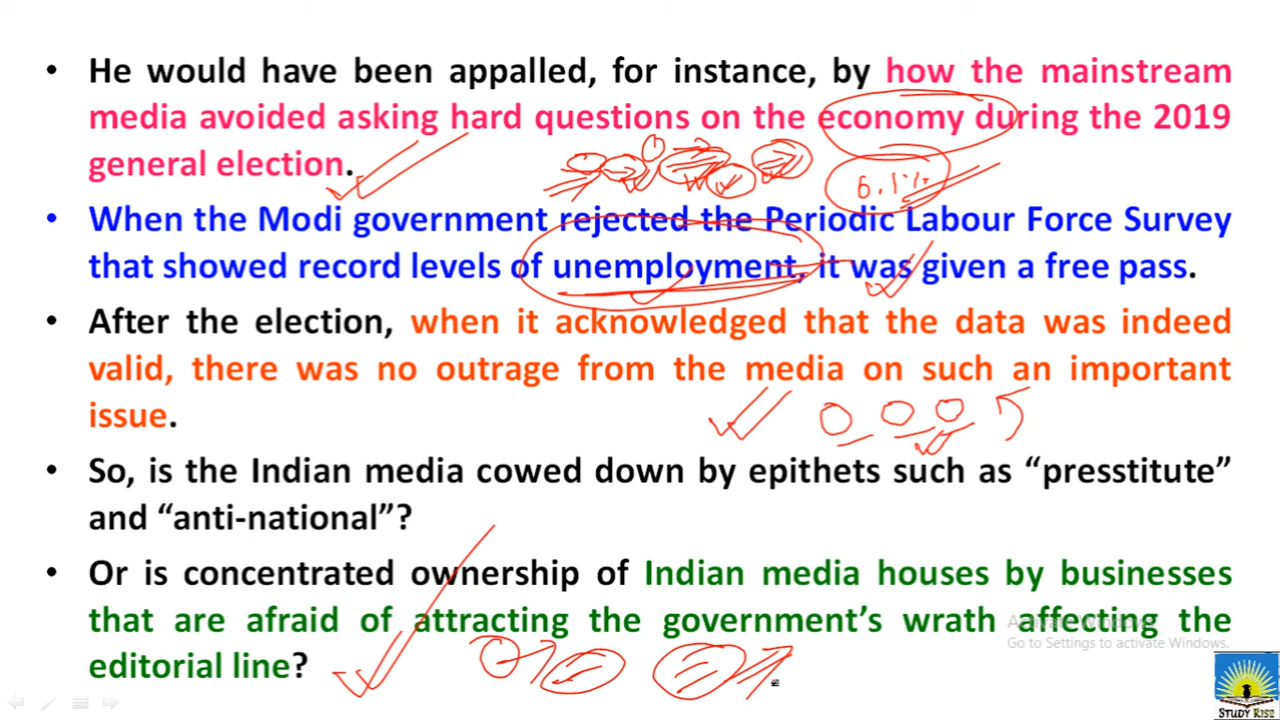 • He would have been appalled, for instance, by how the mainstream
media avoided asking hard questions on the economy during the 2019
general election.
6.1%
• When the Modi government rejected the Periodic Labour Force Survey
that showed record levels of unemployment, it was given a free pass.
• After the election, when it acknowledged that the data was indeed
valid, there was no outrage from the media on such an important
issue.
• So, is the Indian media cowed down by epithets such as “presstitute”
and “anti-national”?
• Or is concentrated ownership of Indian media houses by businesses
that are afraid of attracting the government’s wrath affecting the
editorial line?
Activate Windows
Go to Settings to activate Windows.
STUDY RISE